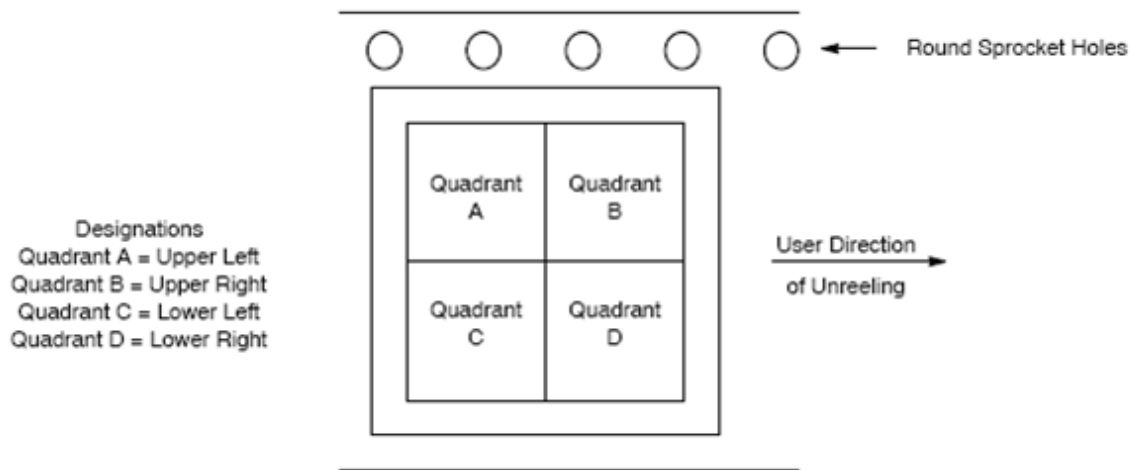 Round Sprocket Holes
Quadrant
A
Quadrant
B
Designations
Quadrant A = Upper Left
Quadrant B = Upper Right
Quadrant C = Lower Left
Quadrant D = Lower Right
User Direction
of Unreeling
Quadrant
C
Quadrant
D